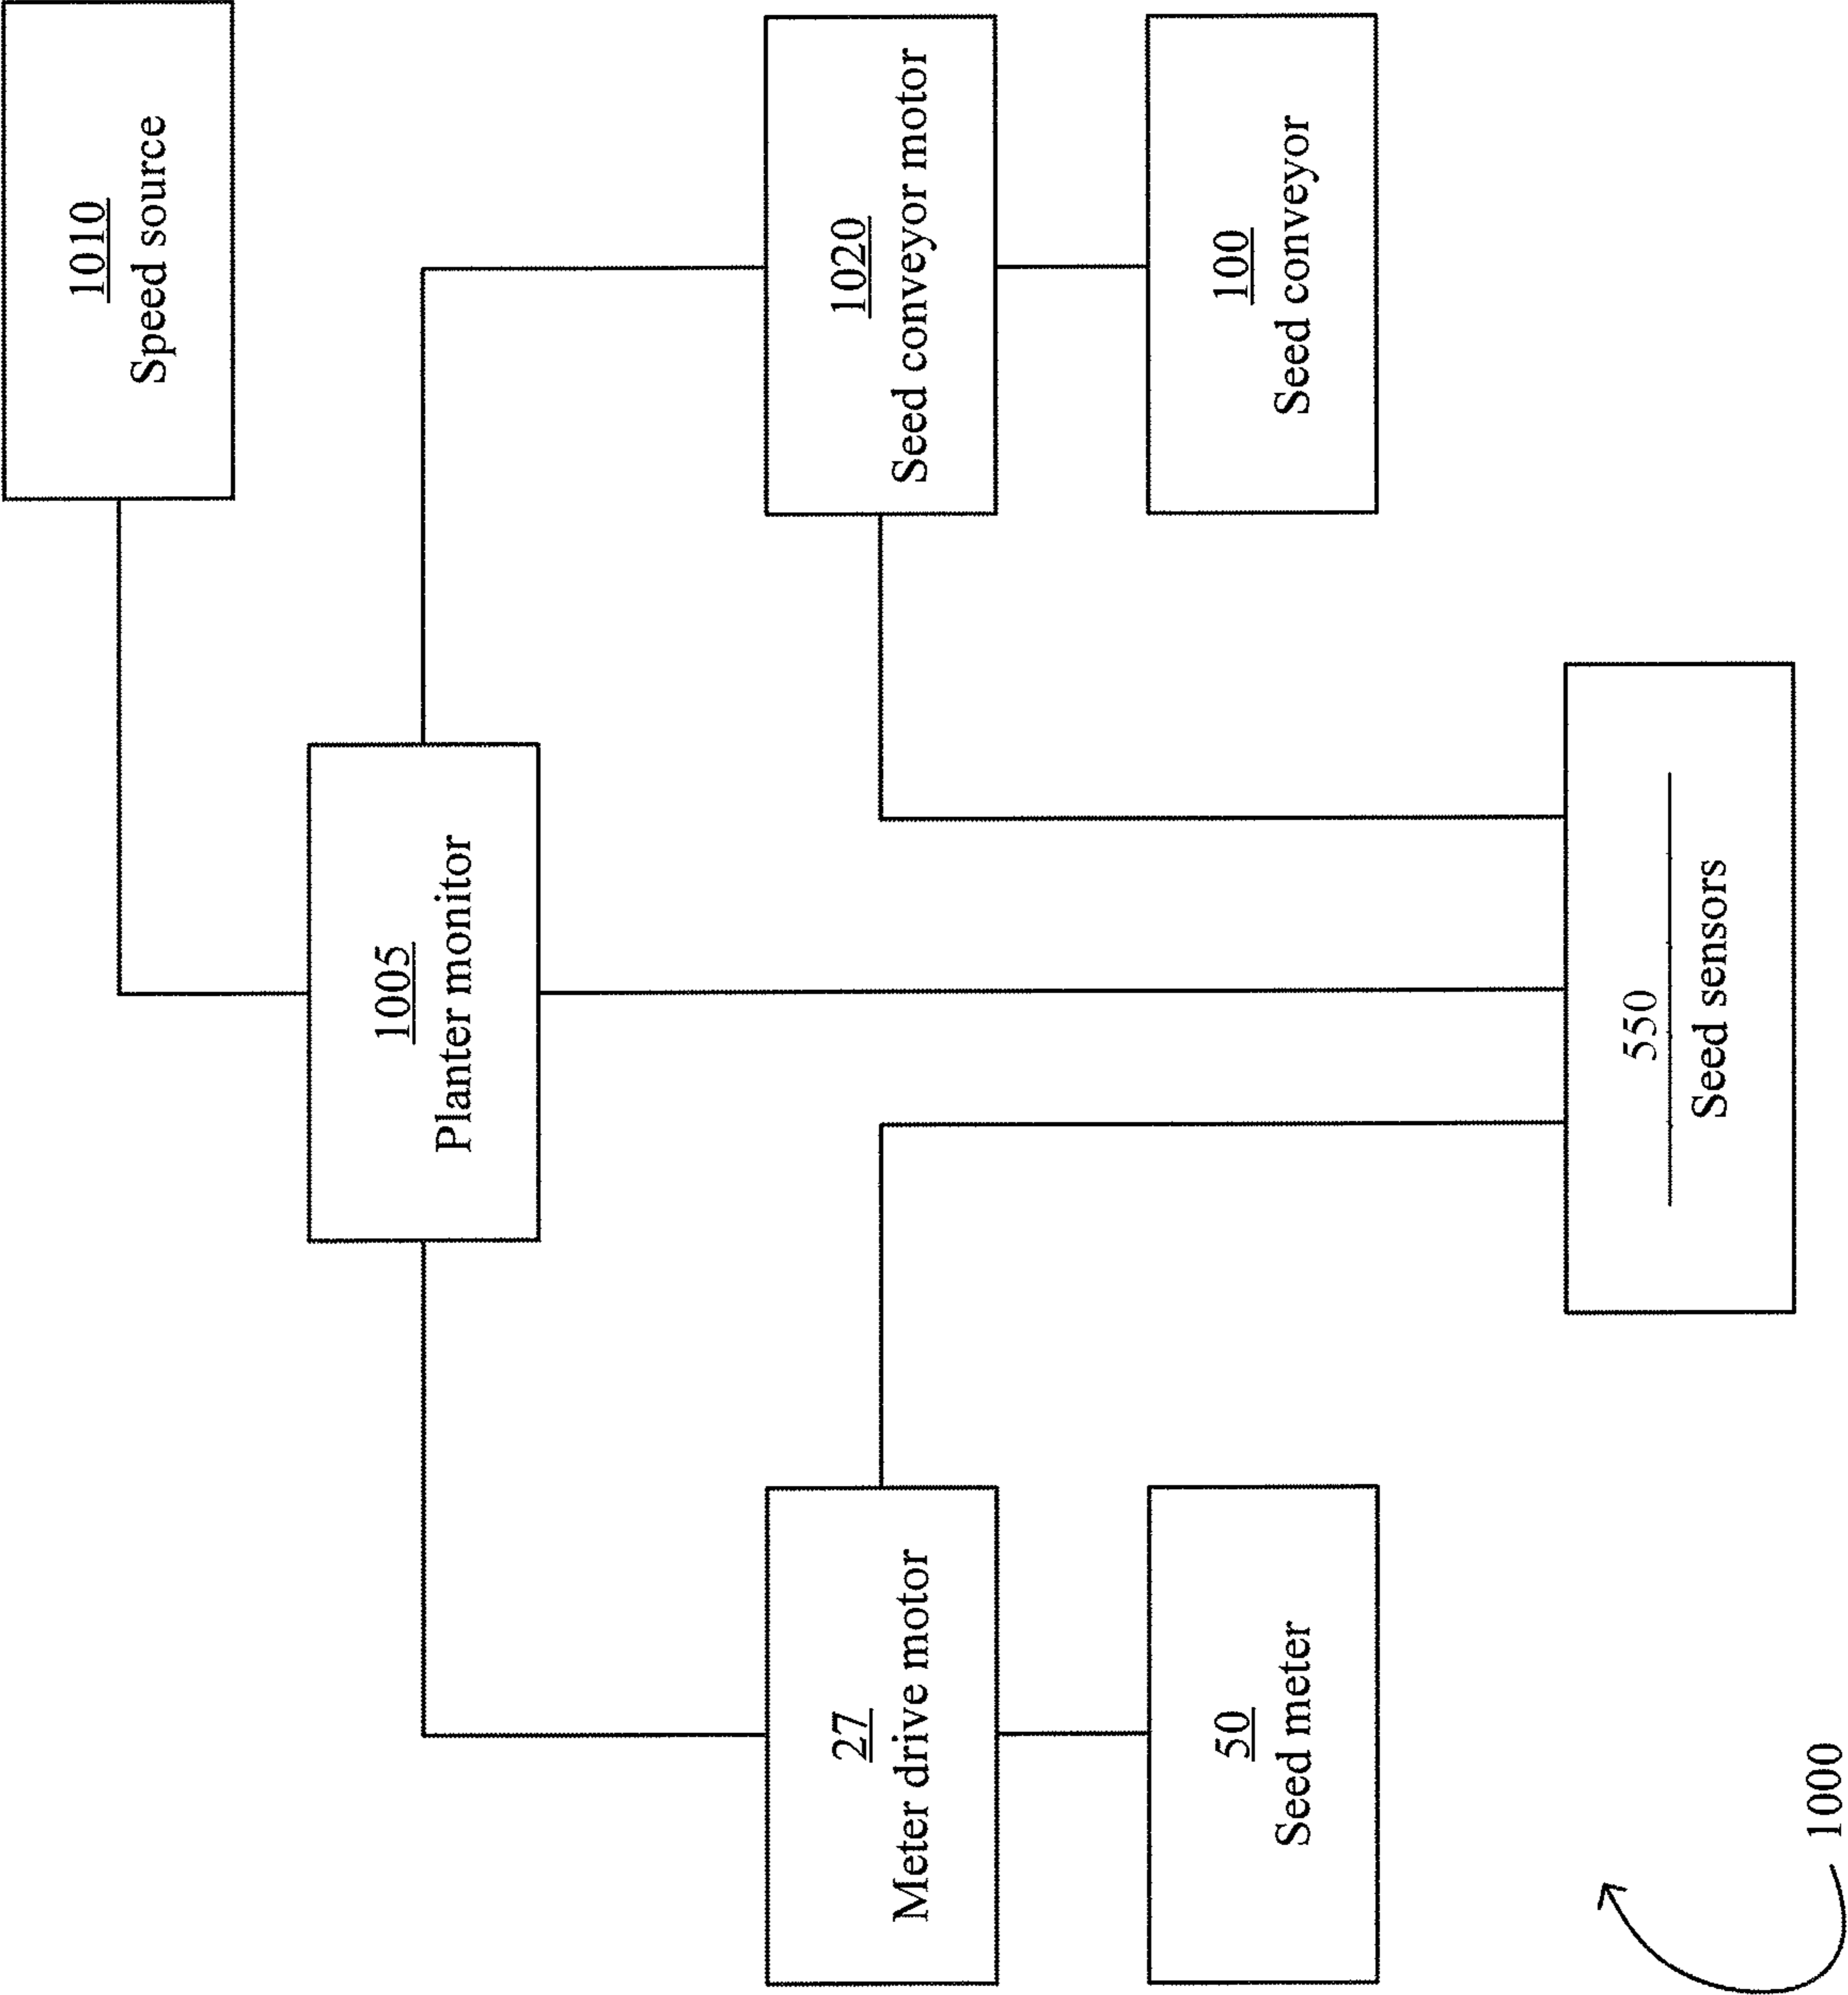 1010
Speed source
1005
Planter monitor
27
Meter drive motor
1020
Seed conveyor motor
50
Seed meter
100
Seed conveyor
550
Seed sensors
1000